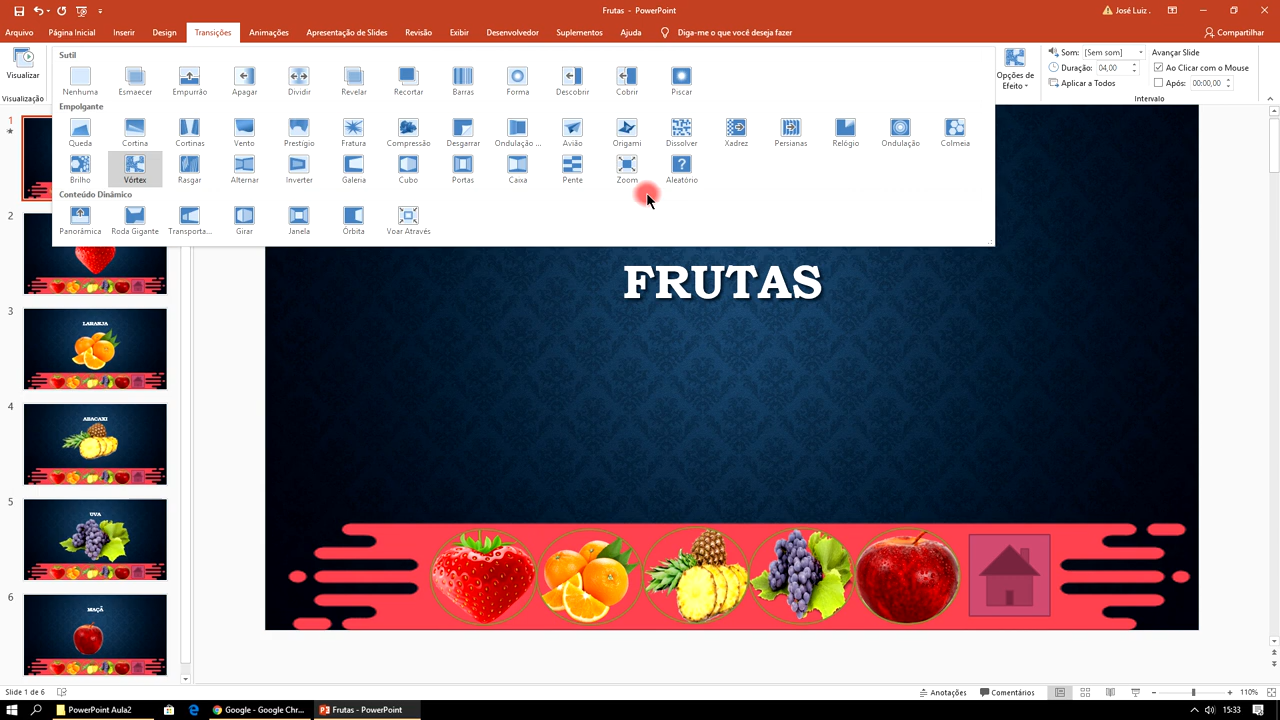 Frutas - PowerPoint
José Luiz .
Arquivo Página Inicial Inserir Design Transições Animações Apresentação de Slides Revisão Exibir Desenvolvedor Suplementos Ajuda Diga-me o que você deseja fazer Compartilhar
Visualizar
Visualização
Sutil
Nenhuma Esmaecer Empurrão Apagar Dividir Revelar Recortar Barras Forma Descobrir Cobrir Piscar
Empolgante
Queda Cortina Cortinas Vento Prestígio Fratura Compressão Desgarrar Ondulação ... Avião Origami Dissolver Xadrez Persianas Relógio Ondulação Colmeia
Brilho Vórtex Rasgar Alternar Inverter Galeria Cubo Portas Caixa Pente Zoom Aleatório
Conteúdo Dinâmico
Panorâmica Roda Gigante Transporta... Girar Janela Órbita Voar Através
Opções de
Efeito
Som: [Sem som]
Duração: 04,00
Aplicar a Todos
Avançar Slide
Ao Clicar com o Mouse
Após: 00:00,00
Intervalo
1
2
3
LARANJA
4
ABACAXI
5
UVA
6
MAÇÃ
FRUTAS
Slide 1 de 6
Anotações Comentários 110%
PowerPoint Aula2 Google - Google Chr... Frutas - PowerPoint 15:33